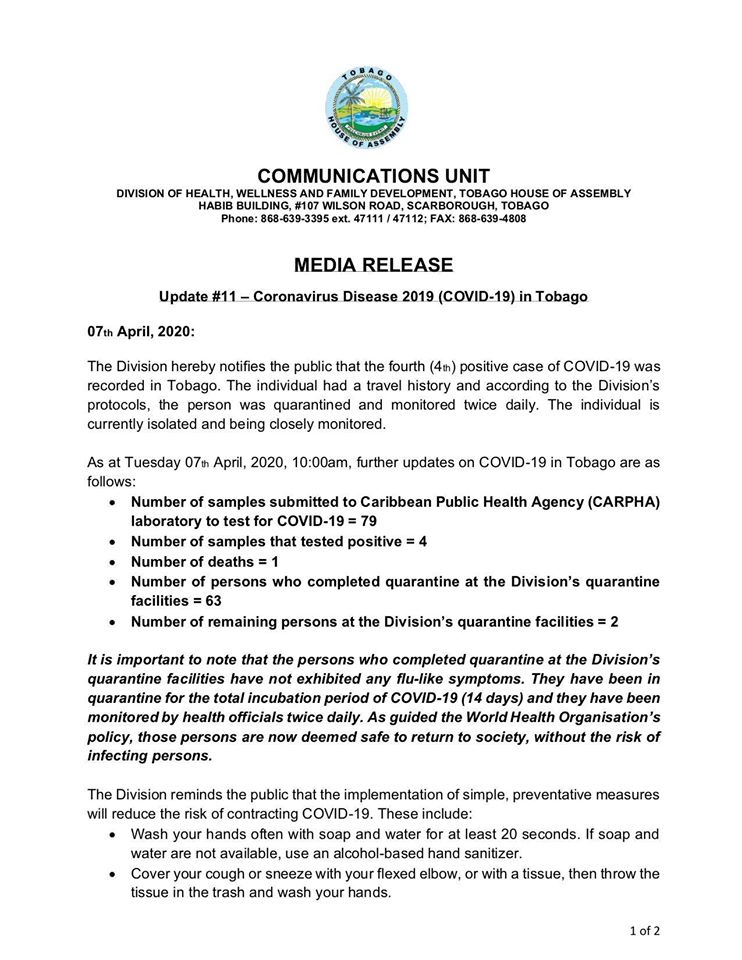 TOBAGO
HOUSE OF ASSEMBLY
COMMUNICATIONS UNIT
DIVISION OF HEALTH, WELLNESS AND FAMILY DEVELOPMENT, TOBAGO HOUSE OF ASSEMBLY
HABIB BUILDING, #107 WILSON ROAD, SCARBOROUGH, TOBAGO
Phone: 868-639-3395 ext. 47111 / 47112; FAX: 868-639-4808
MEDIA RELEASE
Update #11 – Coronavirus Disease 2019 (COVID-19) in Tobago
07th April, 2020:
The Division hereby notifies the public that the fourth (4th) positive case of COVID-19 was
recorded in Tobago. The individual had a travel history and according to the Division’s
protocols, the person was quarantined and monitored twice daily. The individual is
currently isolated and being closely monitored.
As at Tuesday 07th April, 2020, 10:00am, further updates on COVID-19 in Tobago are as
follows:
• Number of samples submitted to Caribbean Public Health Agency (CARPHA)
laboratory to test for COVID-19 = 79
• Number of samples that tested positive = 4
• Number of deaths = 1
• Number of persons who completed quarantine at the Division’s quarantine
facilities = 63
• Number of remaining persons at the Division’s quarantine facilities = 2
It is important to note that the persons who completed quarantine at the Division’s
quarantine facilities have not exhibited any flu-like symptoms. They have been in
quarantine for the total incubation period of COVID-19 (14 days) and they have been
monitored by health officials twice daily. As guided the World Health Organisation’s
policy, those persons are now deemed safe to return to society, without the risk of
infecting persons.
The Division reminds the public that the implementation of simple, preventative measures
will reduce the risk of contracting COVID-19. These include:
• Wash your hands often with soap and water for at least 20 seconds. If soap and
water are not available, use an alcohol-based hand sanitizer.
• Cover your cough or sneeze with your flexed elbow, or with a tissue, then throw the
tissue in the trash and wash your hands.
1 of 2